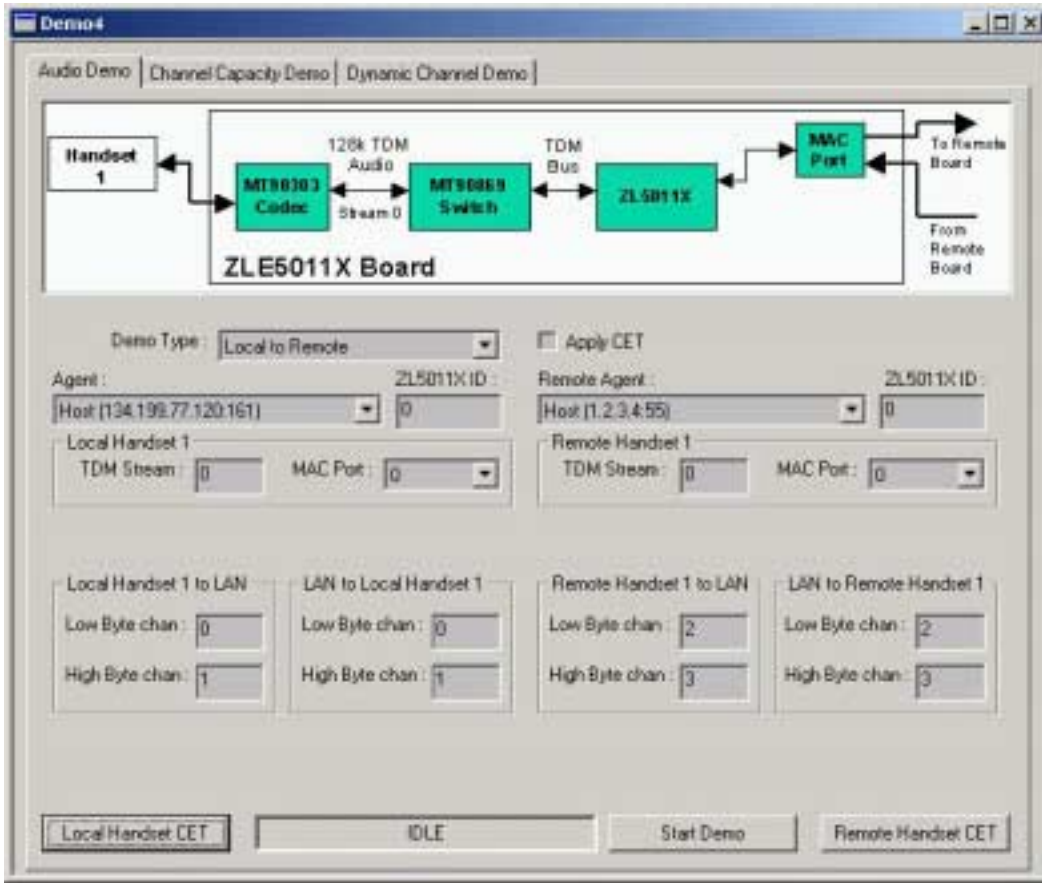 Demo4
Audio Demo
Channel Capacity Demo
Dynamic Channel Demo
Handset 1
128k TDM Audio
Stream 0
TDM Bus
MT90303 Codec
MT90869 Switch
ZL5011X
MAC Port
To Remote Board
From Remote Board
ZLE5011X Board
Demo Type :
Local to Remote
Apply CET
Agent :
ZL5011X ID :
Remote Agent :
ZL5011X ID :
Host (134.199.77.120:161)
0
Host (1.2.3.4:55)
0
Local Handset 1
Remote Handset 1
TDM Stream : 0
MAC Port : 0
TDM Stream : 0
MAC Port : 0
Local Handset 1 to LAN
LAN to Local Handset 1
Remote Handset 1 to LAN
LAN to Remote Handset 1
Low Byte chan : 0
Low Byte chan : 0
Low Byte chan : 2
Low Byte chan : 2
High Byte chan : 1
High Byte chan : 1
High Byte chan : 3
High Byte chan : 3
Local Handset CET
IDLE
Start Demo
Remote Handset CET